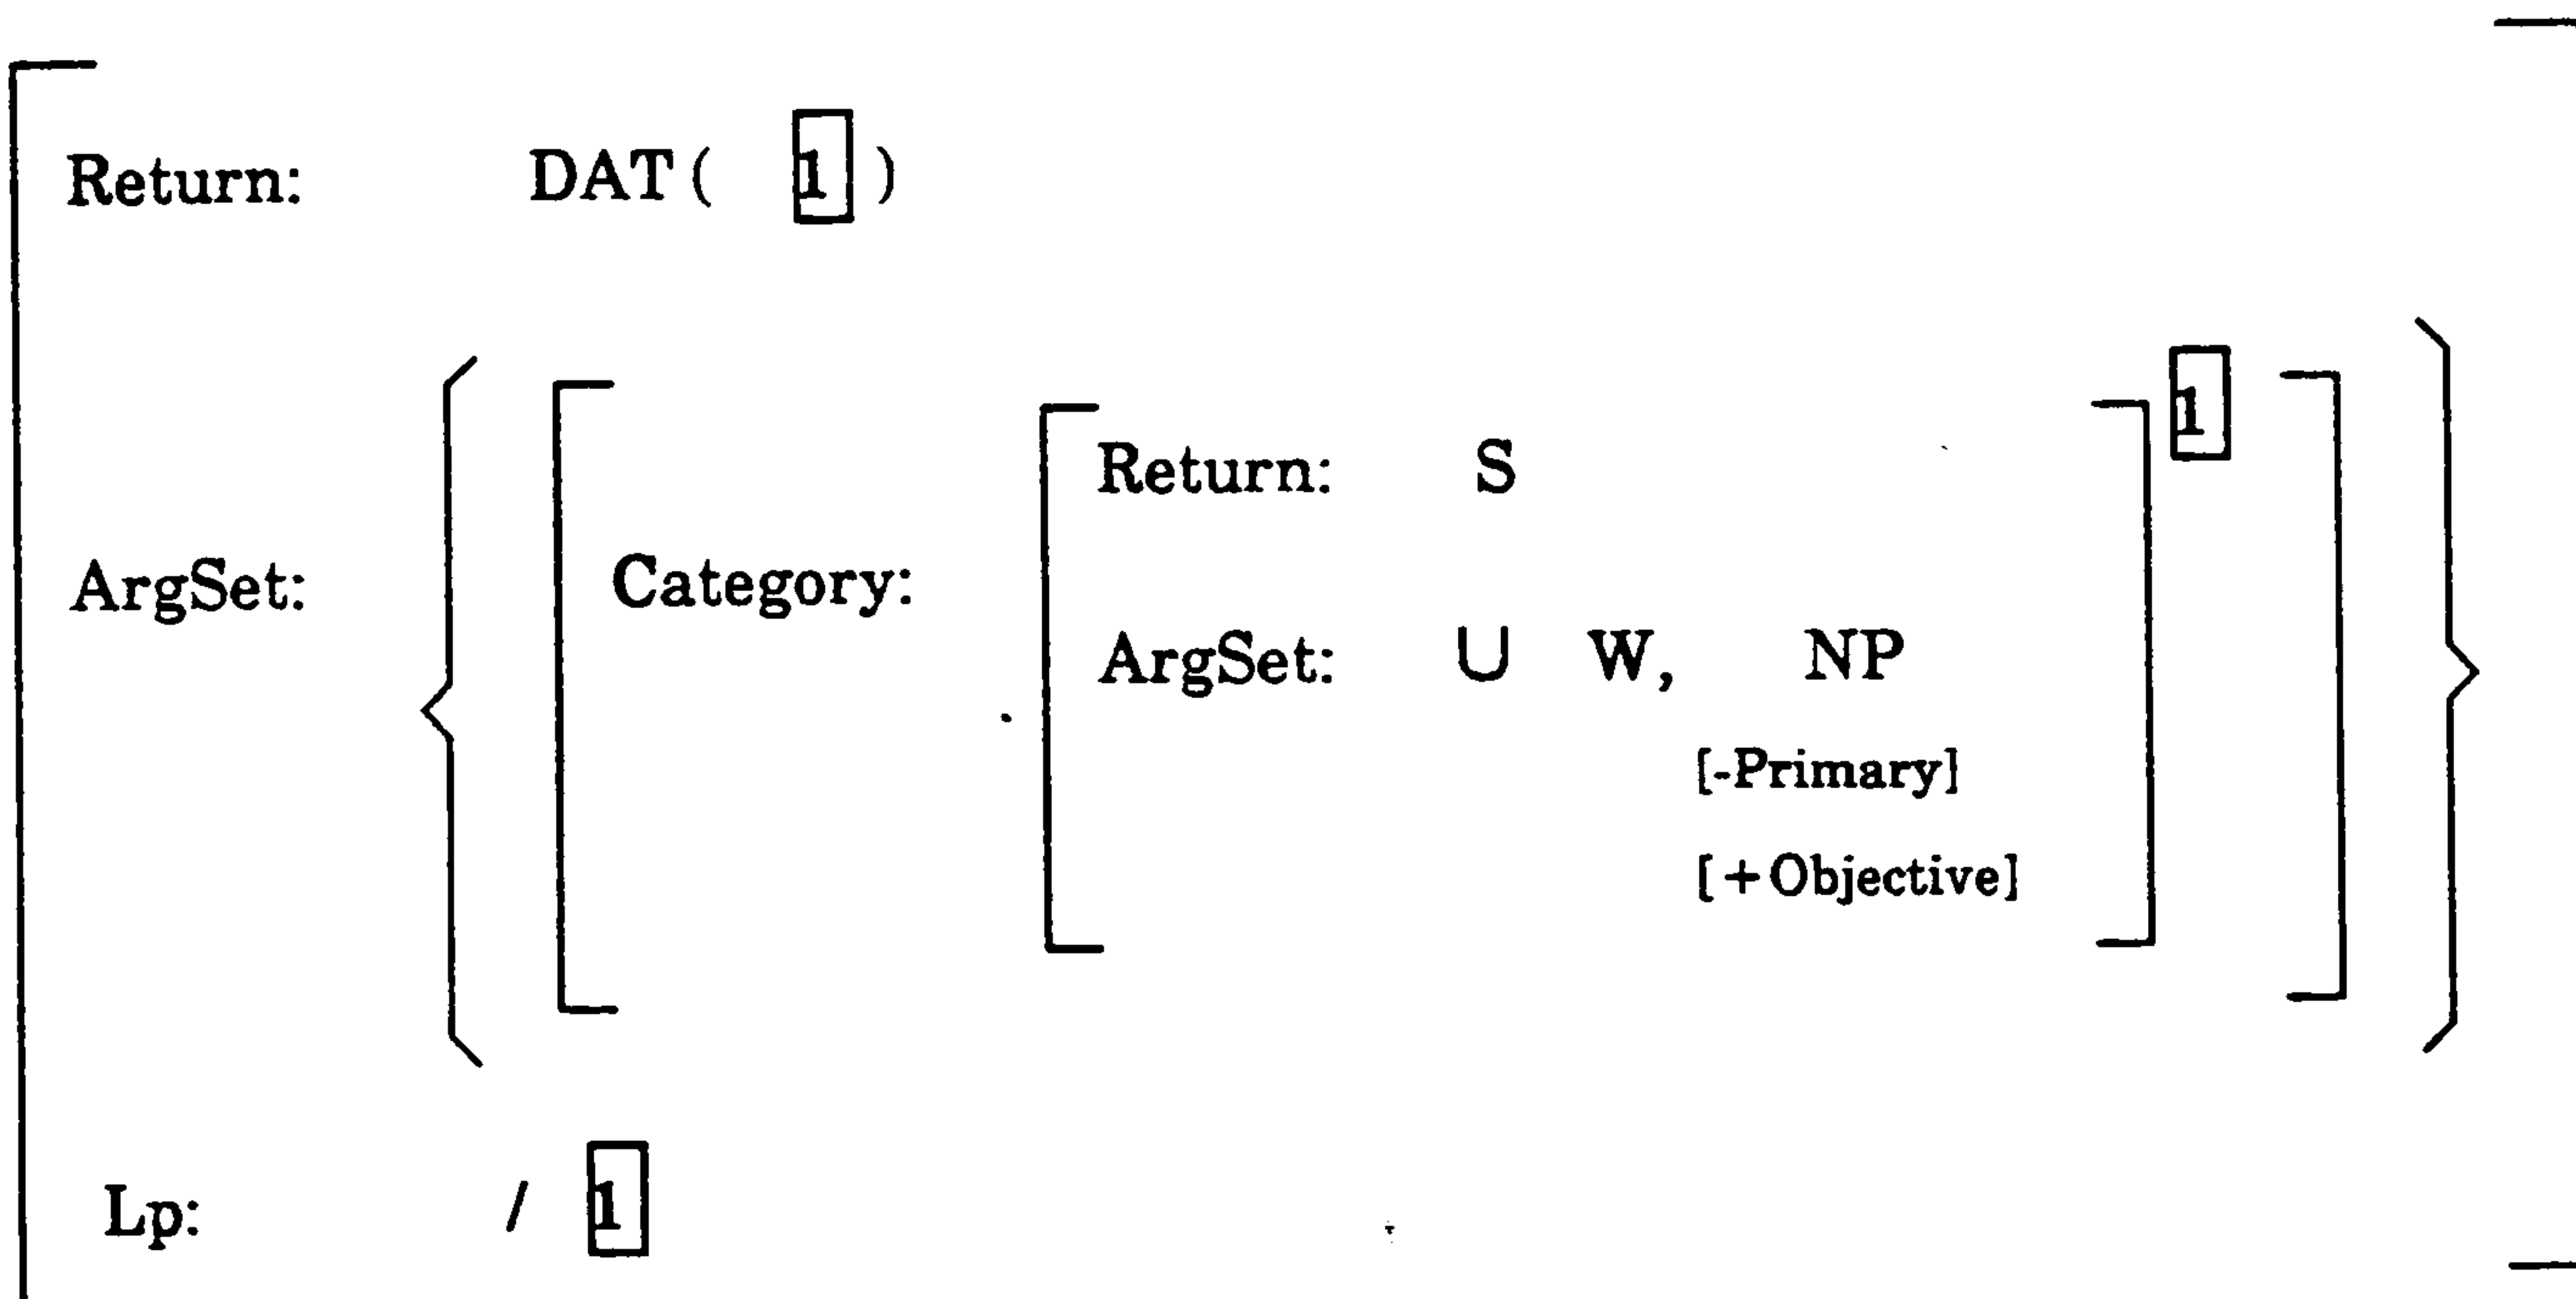 Return: DAT( 1 )
1
Return: S
ArgSet: Category:
ArgSet: ∪ W, NP
[-Primary]
[+Objective]
Lp: / 1